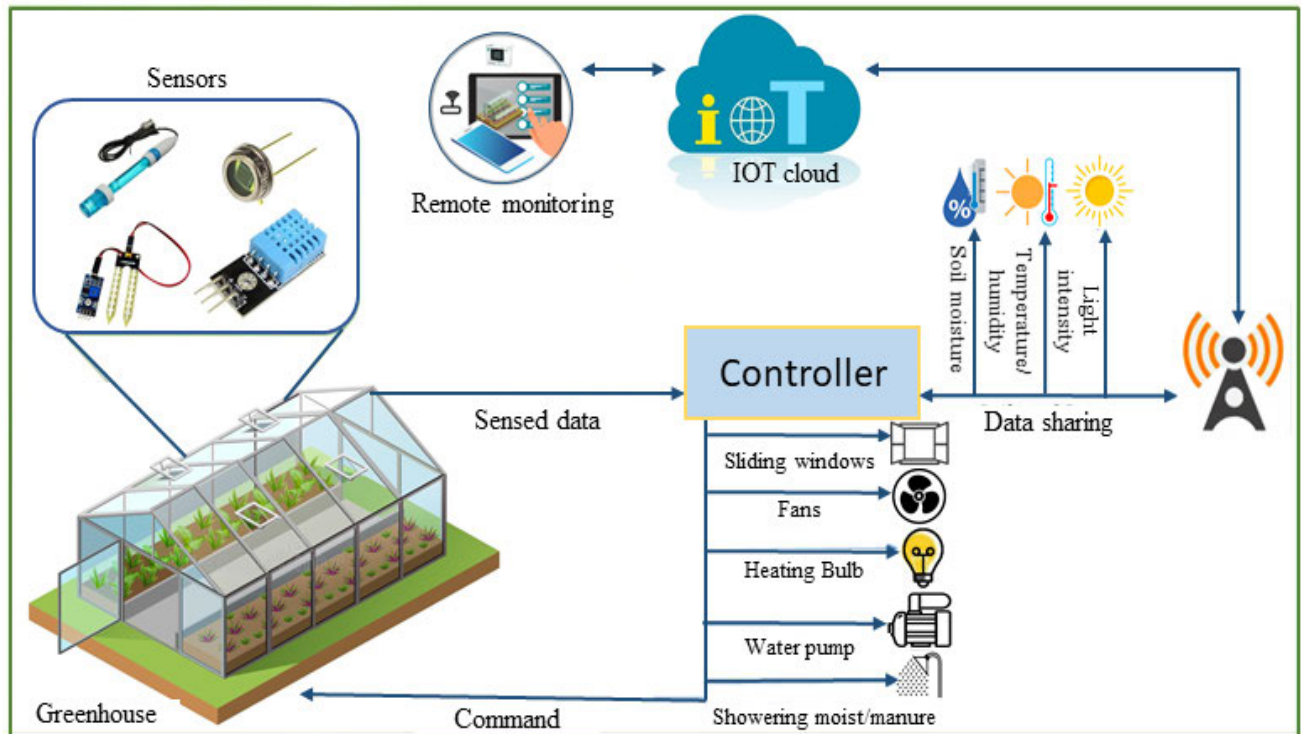 Sensors
iOT
IOT cloud
Remote monitoring
%
Soil moisture
Temperature/
humidity
Light
intensity
Controller
Sensed data
Data sharing
Sliding windows
Fans
Heating Bulb
Water pump
Showering moist/manure
Greenhouse
Command